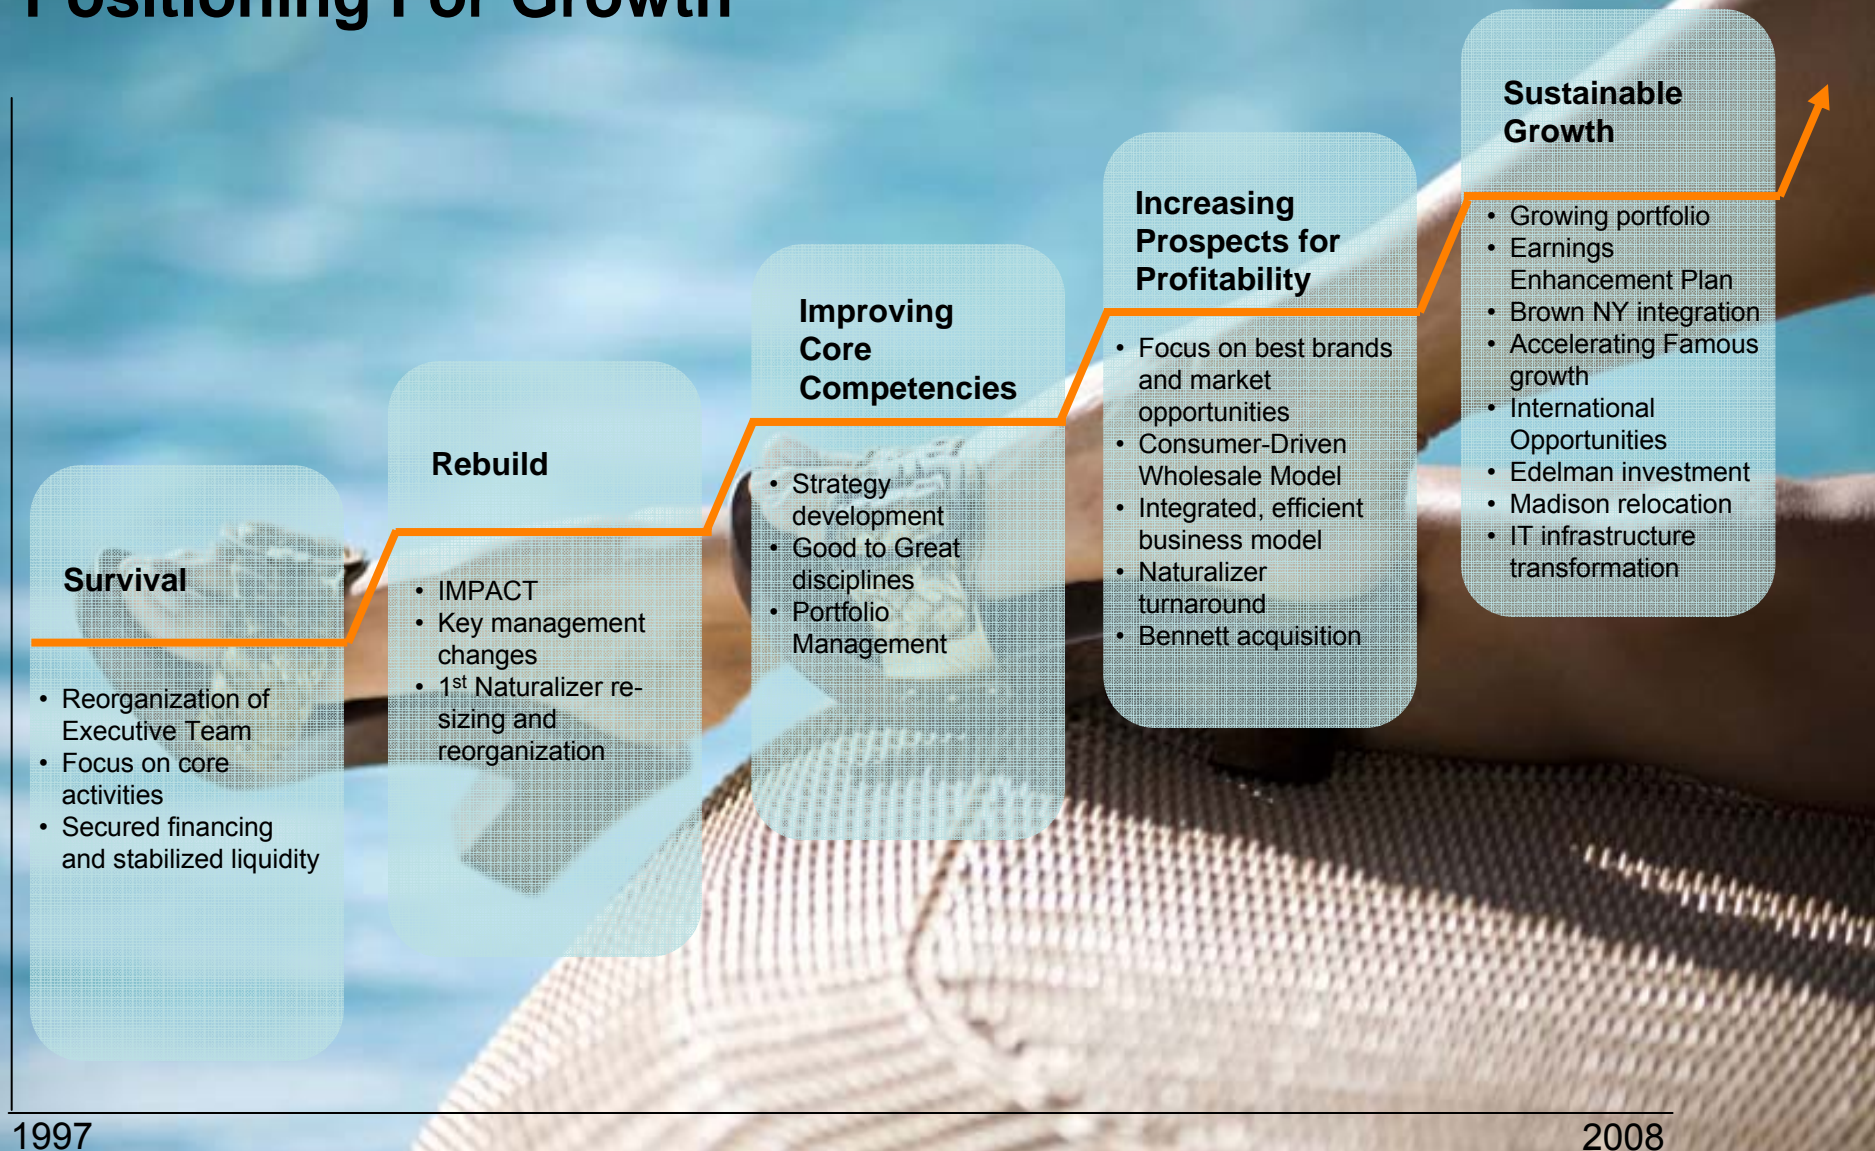 Positioning For Growth
Survival
• Reorganization of
Executive Team
• Focus on core
activities
• Secured financing
and stabilized liquidity
Rebuild
• IMPACT
• Key management
changes
• 1st Naturalizer re-
sizing and
reorganization
Improving
Core
Competencies
• Strategy
development
• Good to Great
disciplines
• Portfolio
Management
Increasing
Prospects for
Profitability
• Focus on best brands
and market
opportunities
• Consumer-Driven
Wholesale Model
• Integrated, efficient
business model
• Naturalizer
turnaround
• Bennett acquisition
Sustainable
Growth
• Growing portfolio
• Earnings
Enhancement Plan
• Brown NY integration
• Accelerating Famous
growth
• International
Opportunities
• Edelman investment
• Madison relocation
• IT infrastructure
transformation
1997
2008